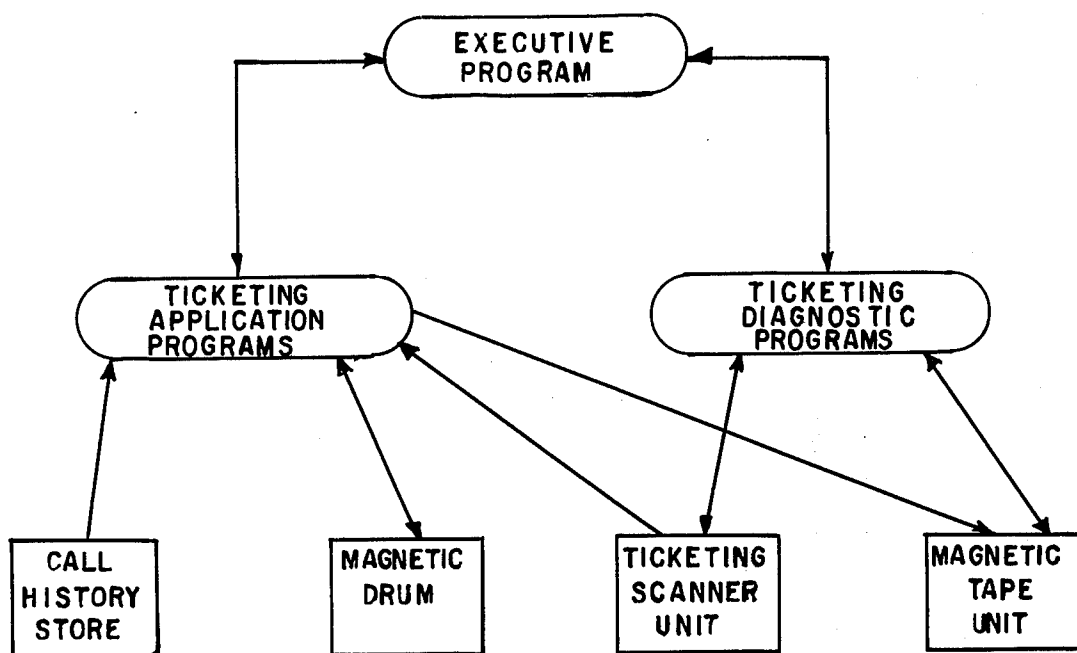 EXECUTIVE
PROGRAM
TICKETING
APPLICATION
PROGRAMS
TICKETING
DIAGNOSTIC
PROGRAMS
CALL
HISTORY
STORE
MAGNETIC
DRUM
TICKETING
SCANNER
UNIT
MAGNETIC
TAPE
UNIT